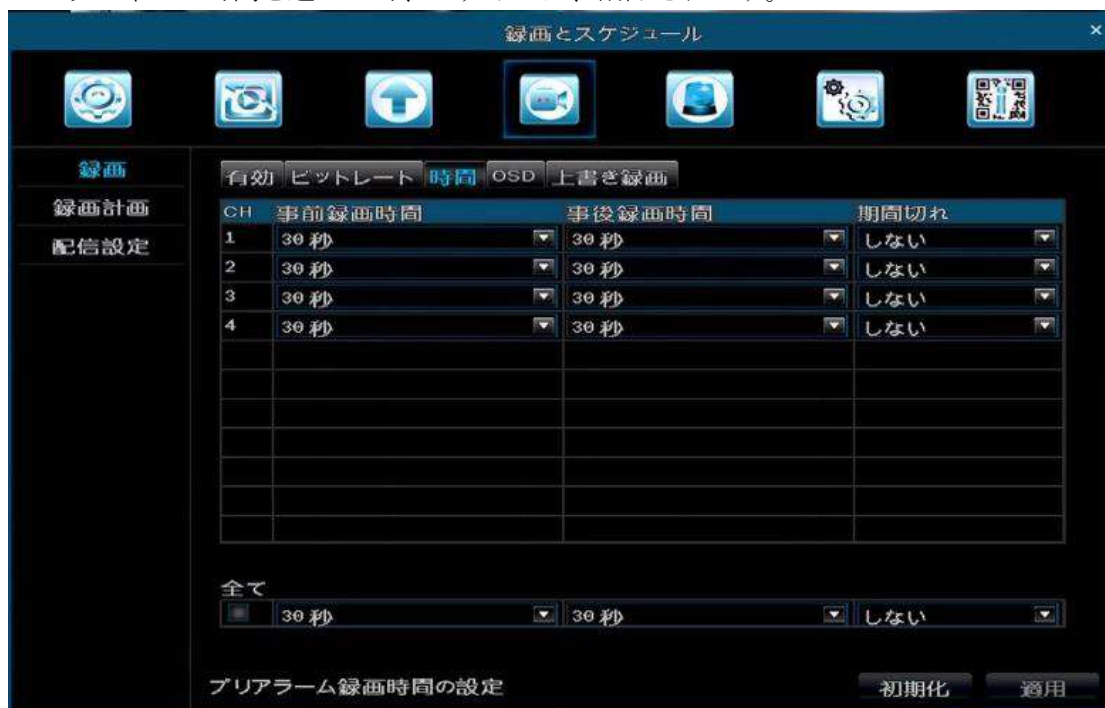 録画とスケジュール ×
録画
録画計画
配信設定
有効 ビットレート 時間 OSD 上書き録画
CH 事前録画時間 事後録画時間 期間切れ
1 30 秒 30 秒 しない
2 30 秒 30 秒 しない
3 30 秒 30 秒 しない
4 30 秒 30 秒 しない
全て
30 秒 30 秒 しない
プリアラーム録画時間の設定
初期化 適用